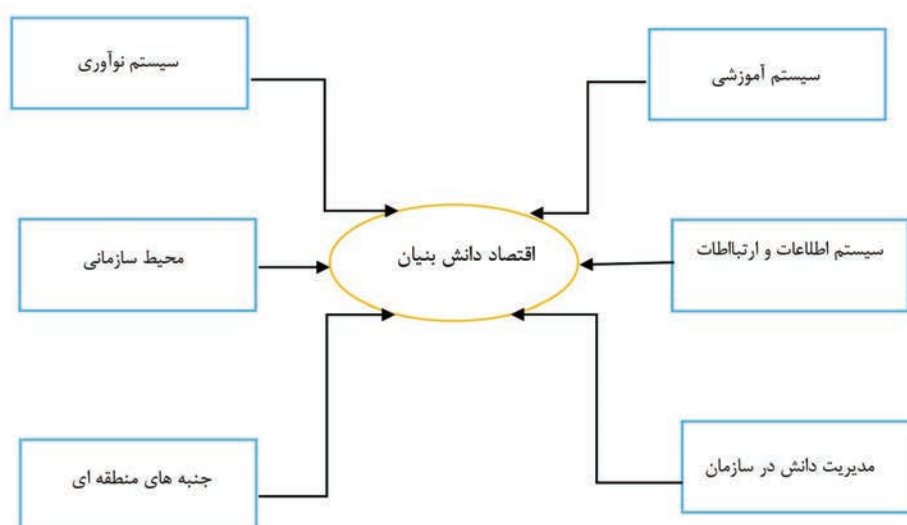 سیستم آموزشی
سیستم نوآوری
سیستم اطلاعات و ارتباطات
اقتصاد دانش بنیان
محیط سازمانی
مدیریت دانش در سازمان
جنبه های منطقه ای